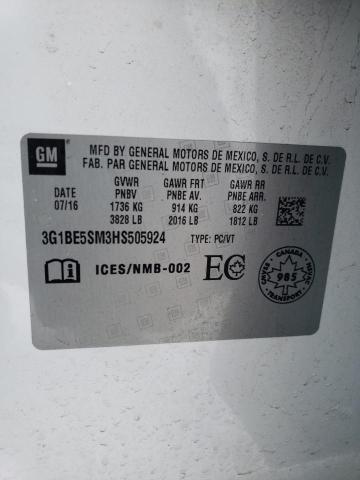 GM
MFD BY GENERAL MOTORS DE MEXICO, S. DE R.L. DE C.V.
FAB. PAR GENERAL MOTORS DE MEXICO, S. DE R.L. DE C.V.
GVWR GAWR FRT GAWR RR
DATE PNBV PNBE AV. PNBE ARR.
07/16 1736 KG 914 KG 822 KG
3828 LB 2016 LB 1812 LB
3G1BE5SM3HS505924 TYPE: PC/VT
ICES/NMB-002 EC
CANADA
985
CMVSS NSVAC